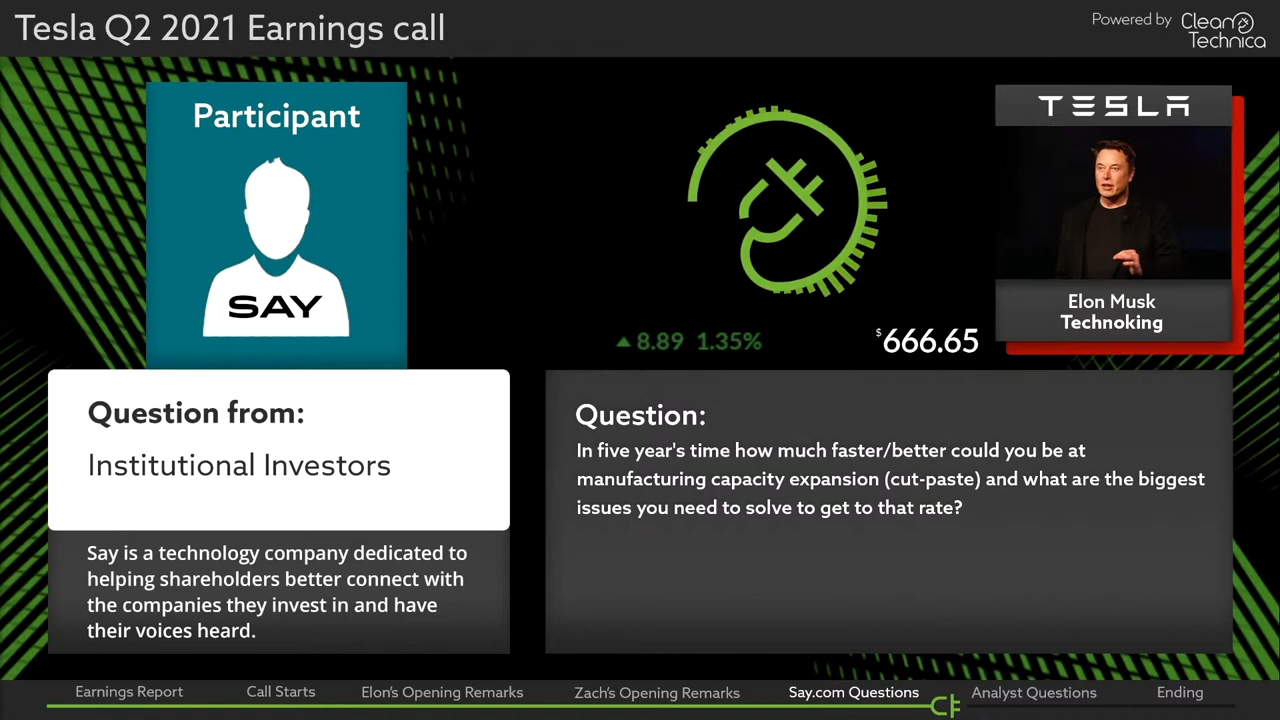 Tesla Q2 2021 Earnings call
Powered by
Clean
Technica
Participant
SAY
TESLA
Elon Musk
Technoking
▲ 8.89 1.35%
$666.65
Question from:
Institutional Investors
Say is a technology company dedicated to
helping shareholders better connect with
the companies they invest in and have
their voices heard.
Question:
In five year's time how much faster/better could you be at
manufacturing capacity expansion (cut-paste) and what are the biggest
issues you need to solve to get to that rate?
Earnings Report Call Starts Elon's Opening Remarks Zach's Opening Remarks Say.com Questions Analyst Questions Ending